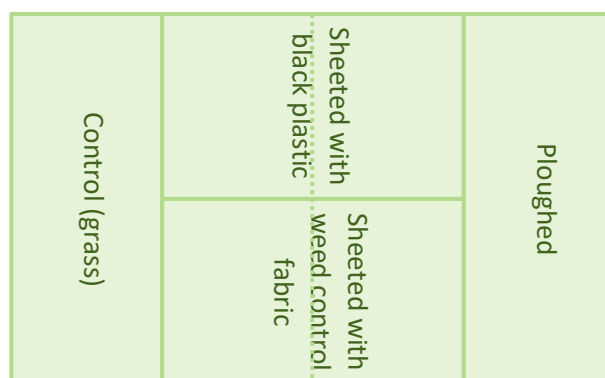 Control (grass)
Sheeted with
black plastic
Sheeted with
weed control
fabric
Ploughed